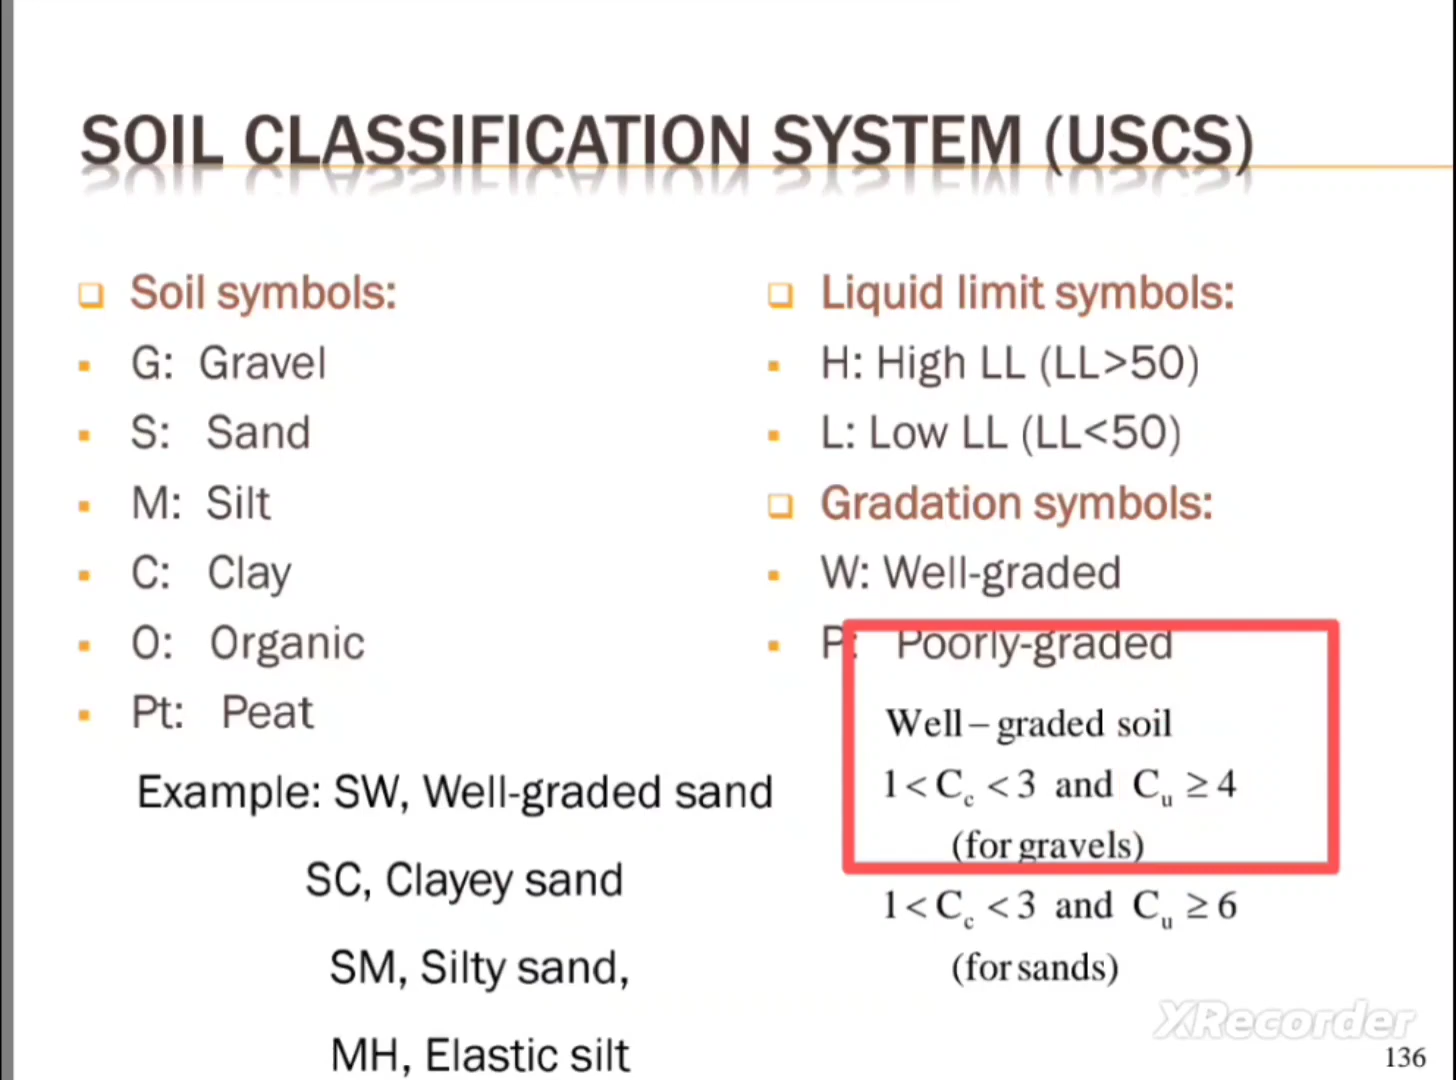 SOIL CLASSIFICATION SYSTEM (USCS)
Soil symbols:
G: Gravel
S: Sand
M: Silt
C: Clay
O: Organic
Pt: Peat
Example: SW, Well-graded sand
SC, Clayey sand
SM, Silty sand,
MH, Elastic silt
Liquid limit symbols:
H: High LL (LL>50)
L: Low LL (LL<50)
Gradation symbols:
W: Well-graded
P: Poorly-graded
Well – graded soil
1 < Cc < 3 and Cu ≥ 4
(for gravels)
1 < Cc < 3 and Cu ≥ 6
(for sands)
XRecorder
136